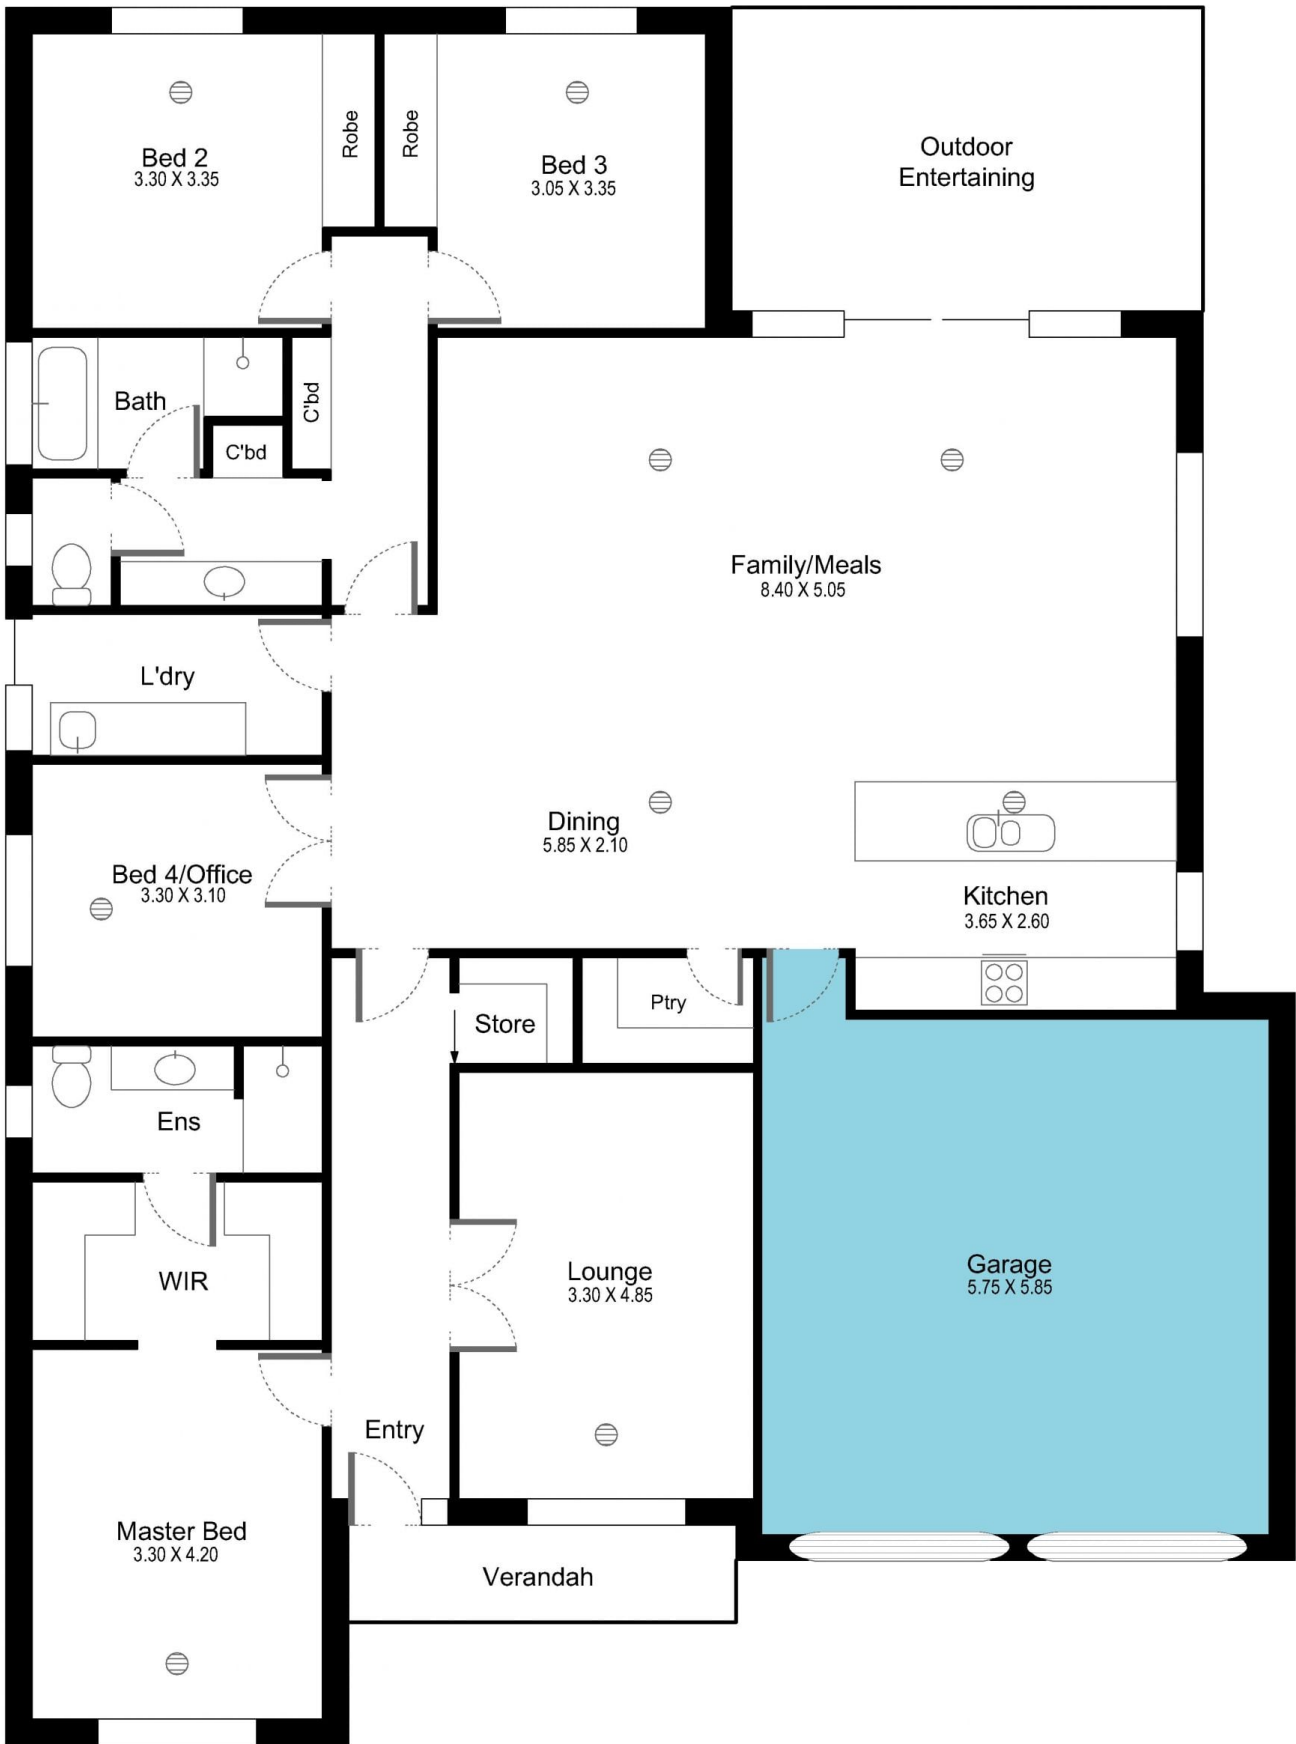 Bed 2
3.30 X 3.35
Robe
Robe
Bed 3
3.05 X 3.35
Outdoor
Entertaining
Bath
C'bd
C'bd
Family/Meals
8.40 X 5.05
L'dry
Dining
5.85 X 2.10
Bed 4/Office
3.30 X 3.10
Kitchen
3.65 X 2.60
Store
Ptry
Ens
WIR
Lounge
3.30 X 4.85
Garage
5.75 X 5.85
Entry
Master Bed
3.30 X 4.20
Verandah